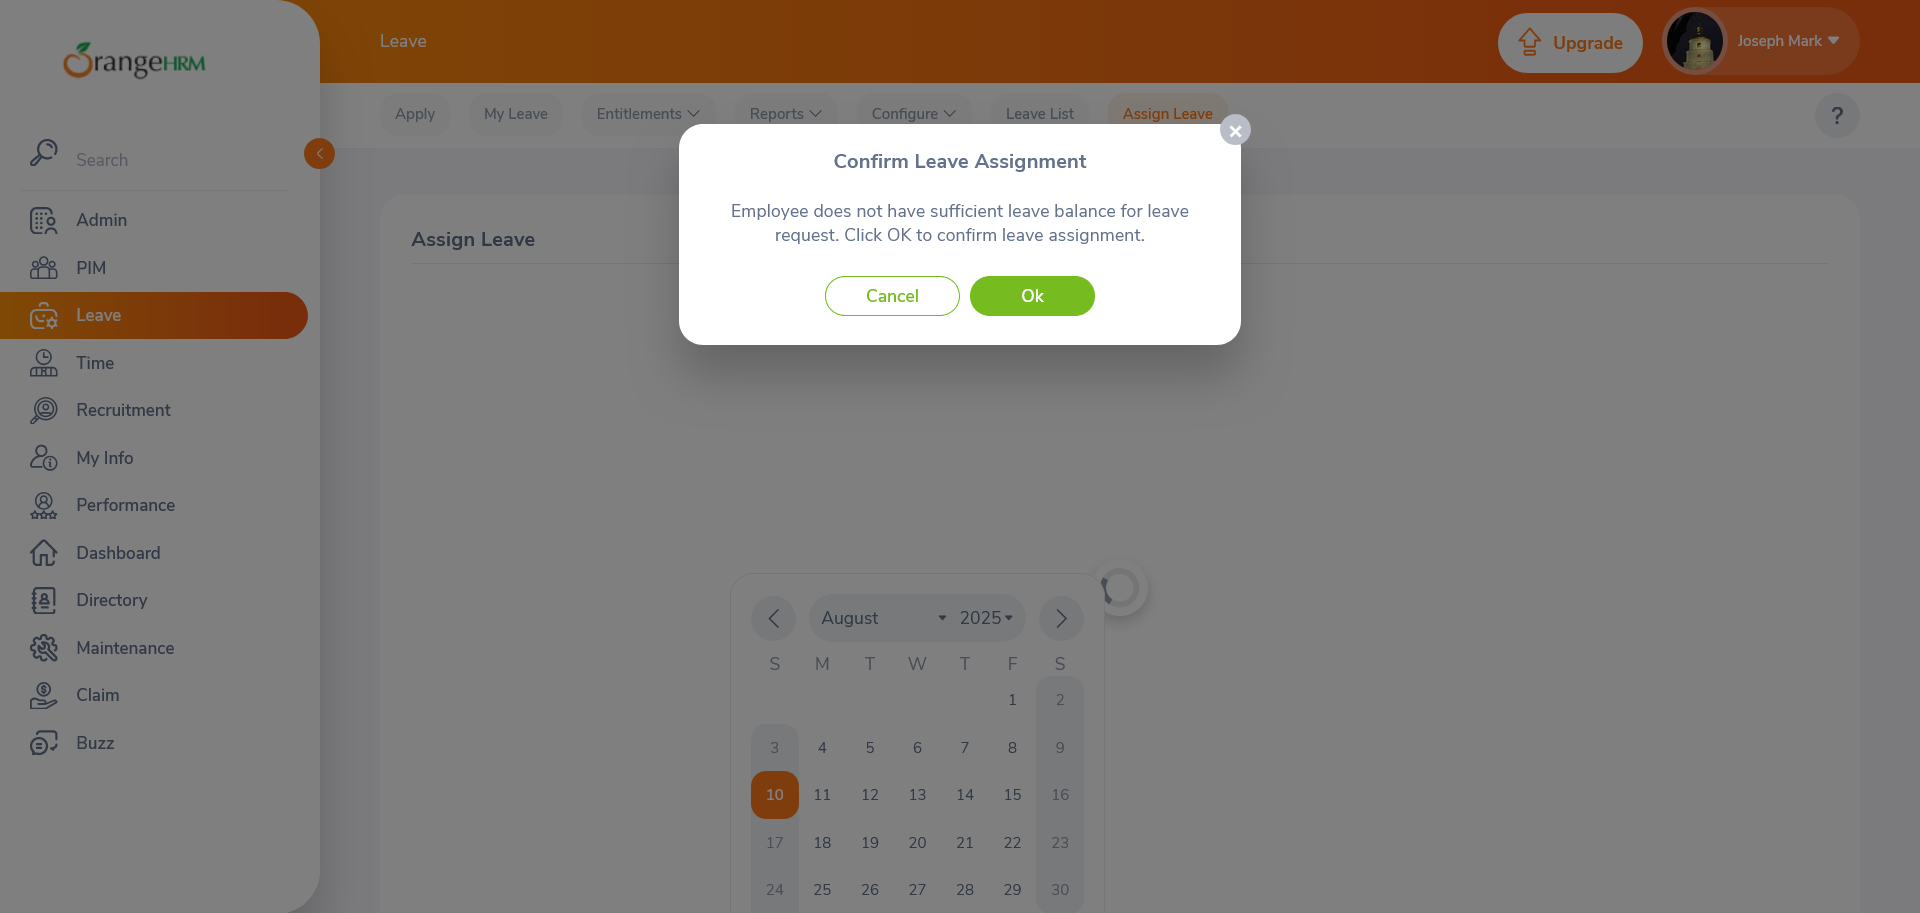 OrangeHRM
Leave
Upgrade
Joseph Mark
Apply
My Leave
Entitlements
Reports
Configure
Leave List
Assign Leave
?
Search
Admin
PIM
Leave
Time
Recruitment
My Info
Performance
Dashboard
Directory
Maintenance
Claim
Buzz
Assign Leave
Confirm Leave Assignment
Employee does not have sufficient leave balance for leave
request. Click OK to confirm leave assignment.
Cancel
Ok
August 2025
S M T W T F S
1 2
3 4 5 6 7 8 9
10 11 12 13 14 15 16
17 18 19 20 21 22 23
24 25 26 27 28 29 30